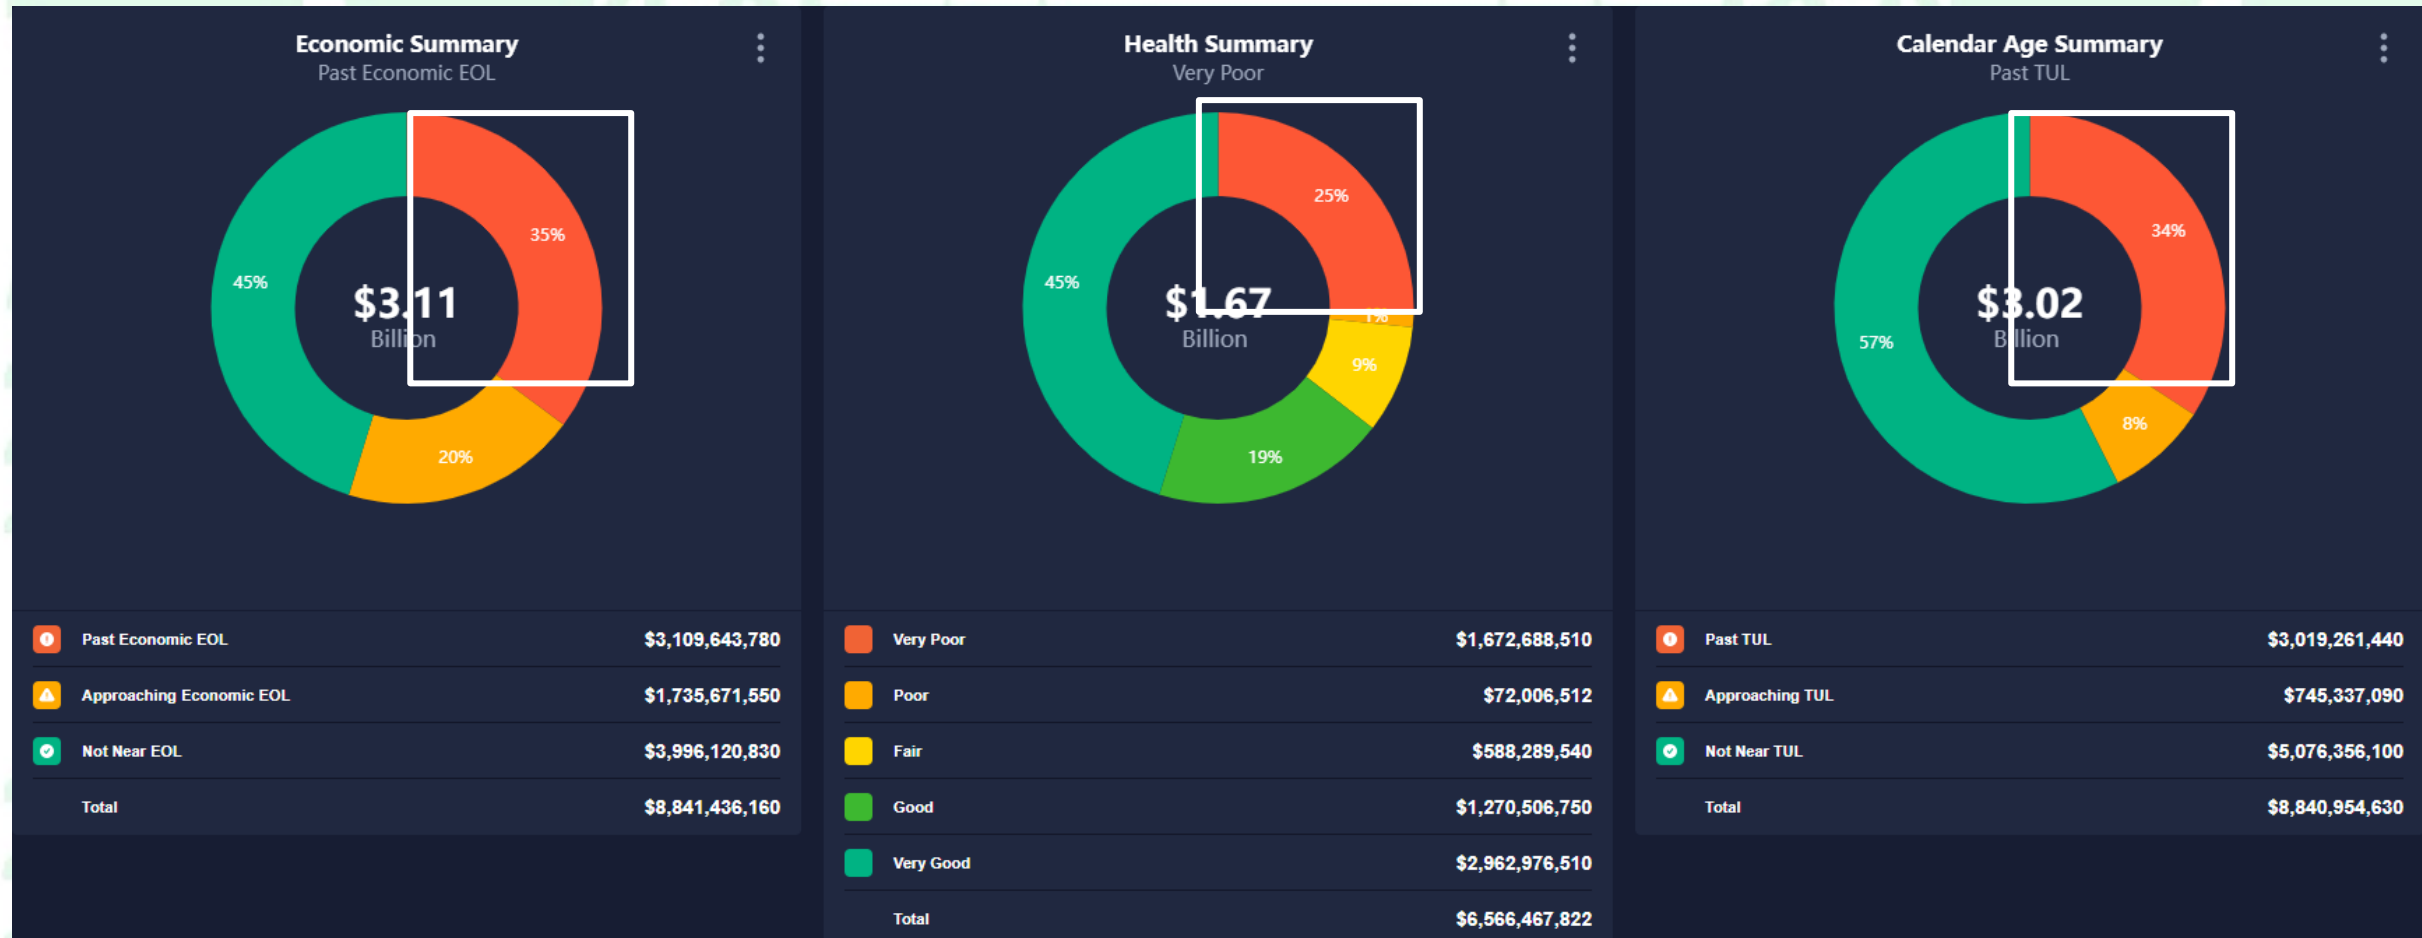 Economic Summary
Past Economic EOL
35%
45%
$3.11
Billion
20%
Past Economic EOL $3,109,643,780
Approaching Economic EOL $1,735,671,550
Not Near EOL $3,996,120,830
Total $8,841,436,160
Health Summary
Very Poor
25%
45%
$1.67
1%
Billion
9%
19%
Very Poor $1,672,688,510
Poor $72,006,512
Fair $588,289,540
Good $1,270,506,750
Very Good $2,962,976,510
Total $6,566,467,822
Calendar Age Summary
Past TUL
34%
$3.02
Billion
57%
8%
Past TUL $3,019,261,440
Approaching TUL $745,337,090
Not Near TUL $5,076,356,100
Total $8,840,954,630